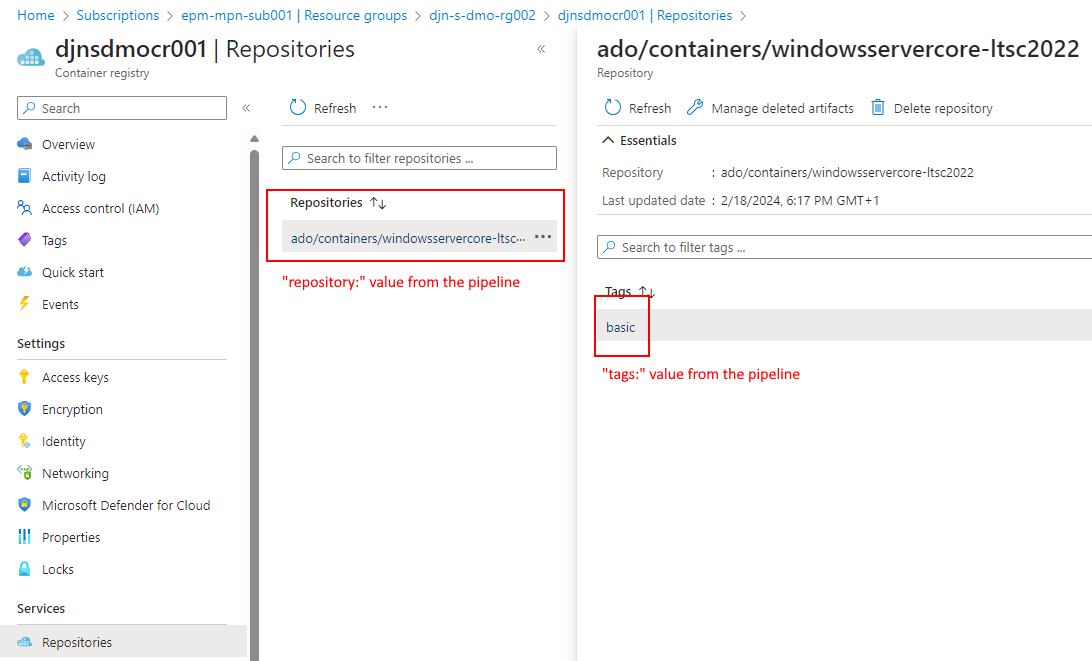 Home > Subscriptions > epm-mpn-sub001 | Resource groups > djn-s-dmo-rg002 > djnsdmocr001 | Repositories >
djnsdmocr001 | Repositories
Container registry
«
Search
«
Overview
Activity log
Access control (IAM)
Tags
Quick start
Events
Settings
Access keys
Encryption
Identity
Networking
Microsoft Defender for Cloud
Properties
Locks
Services
Repositories
Refresh ...
Search to filter repositories ...
Repositories ↑↓
ado/containers/windowsservercore-ltsc... ...
"repository:" value from the pipeline
ado/containers/windowsservercore-ltsc2022
Repository
Refresh Manage deleted artifacts Delete repository
Essentials
Repository : ado/containers/windowsservercore-ltsc2022
Last updated date : 2/18/2024, 6:17 PM GMT+1
Search to filter tags ...
Tags ↑↓
basic
"tags:" value from the pipeline